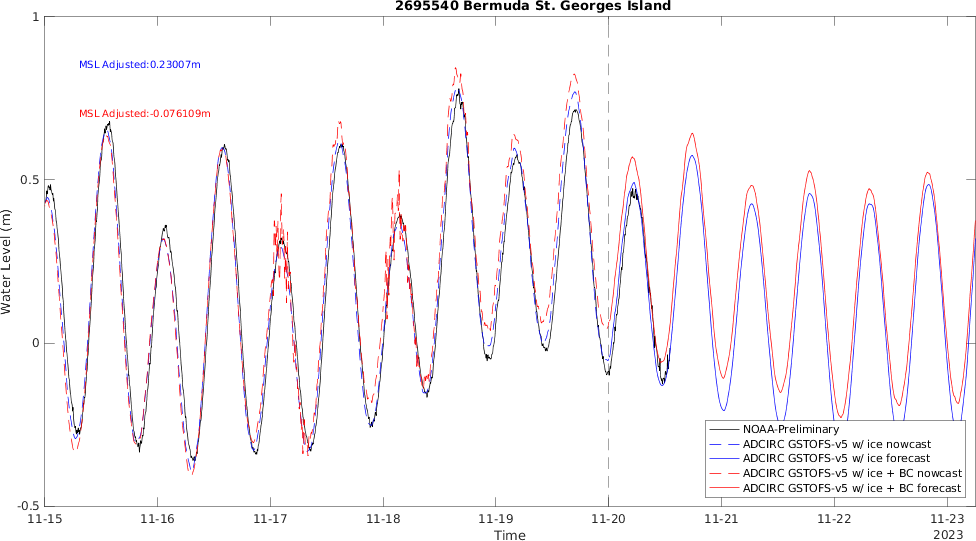 2695540 Bermuda St. Georges Island
MSL Adjusted:0.23007m
MSL Adjusted:-0.076109m
Water Level (m)
1
0.5
0
-0.5
NOAA-Preliminary
ADCIRC GSTOFS-v5 w/ ice nowcast
ADCIRC GSTOFS-v5 w/ ice forecast
ADCIRC GSTOFS-v5 w/ ice + BC nowcast
ADCIRC GSTOFS-v5 w/ ice + BC forecast
11-15 11-16 11-17 11-18 11-19 11-20 11-21 11-22 11-23
Time 2023